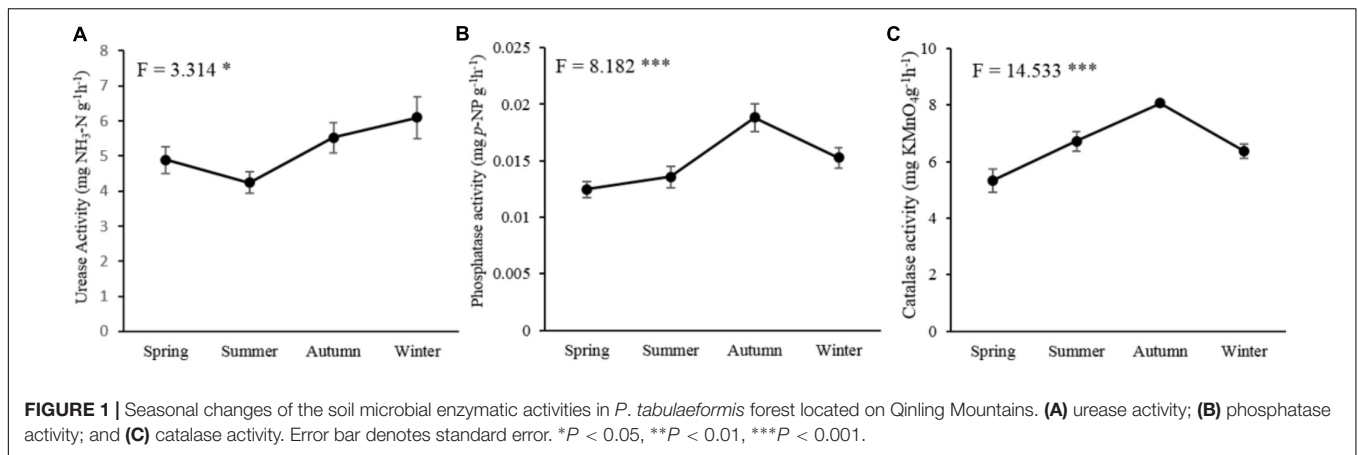 A
Urease Activity (mg NH₃-N g⁻¹h⁻¹)
8
7
6
5
4
3
2
1
0
F = 3.314 *
Spring Summer Autumn Winter
B
Phosphatase activity (mg p-NP g⁻¹h⁻¹)
0.025
0.02
0.015
0.01
0.005
0
F = 8.182 ***
Spring Summer Autumn Winter
C
Catalase activity (mg KMnO₄g⁻¹h⁻¹)
10
8
6
4
2
0
F = 14.533 ***
Spring Summer Autumn Winter
FIGURE 1 | Seasonal changes of the soil microbial enzymatic activities in P. tabulaeformis forest located on Qinling Mountains. (A) urease activity; (B) phosphatase
activity; and (C) catalase activity. Error bar denotes standard error. *P < 0.05, **P < 0.01, ***P < 0.001.